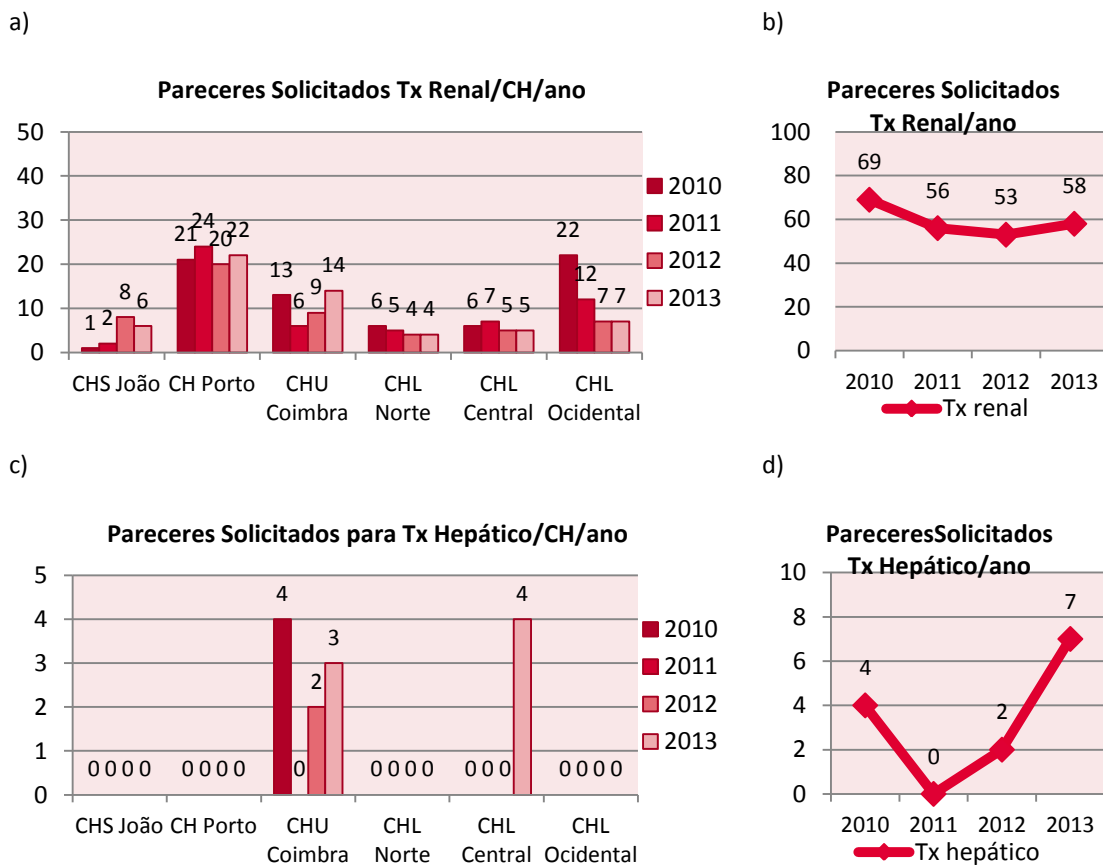 a)
b)
Pareceres Solicitados Tx Renal/CH/ano
50
40
30
20
10
0
1 2 8 6
21 24 20 22
13 6 9 14
6 5 4 4
6 7 5 5
22 12 7 7
CHS João CH Porto CHU Coimbra CHL Norte CHL Central CHL Ocidental
2010
2011
2012
2013
Pareceres Solicitados
Tx Renal/ano
100
80
60
40
20
0
69 56 53 58
2010 2011 2012 2013
Tx renal
c)
d)
Pareceres Solicitados para Tx Hepático/CH/ano
5
4
3
2
1
0
0 0 0 0
0 0 0 0
4 0 2 3
0 0 0 0
0 0 0 4
0 0 0 0
CHS João CH Porto CHU Coimbra CHL Norte CHL Central CHL Ocidental
2010
2011
2012
2013
PareceresSolicitados
Tx Hepático/ano
10
8
6
4
2
0
4 0 2 7
2010 2011 2012 2013
Tx hepático